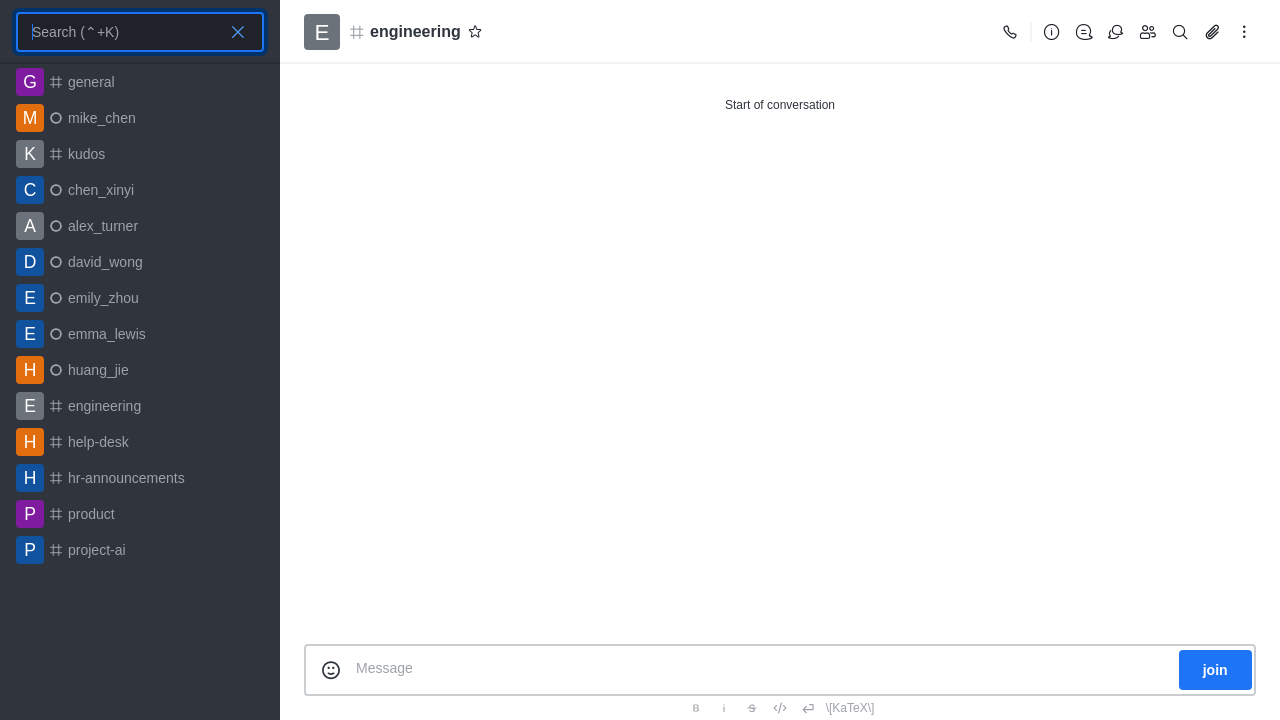 Search (⌃+K)
G general
M mike_chen
K kudos
C chen_xinyi
A alex_turner
D david_wong
E emily_zhou
E emma_lewis
H huang_jie
E engineering
H help-desk
H hr-announcements
P product
P project-ai
E engineering
Start of conversation
Message
join
B i S \[KaTeX\]